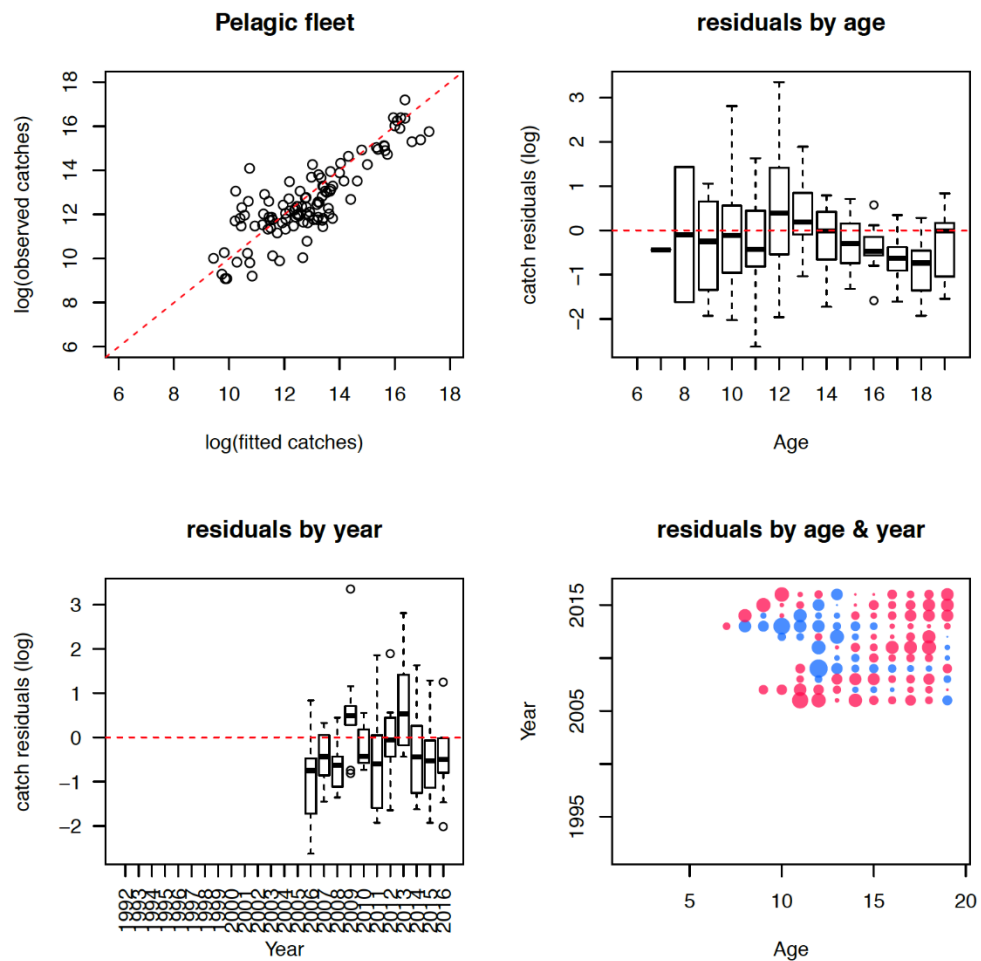 Pelagic fleet
log(observed catches)
18
16
14
12
10
8
6
6 8 10 12 14 16 18
log(fitted catches)
residuals by age
catch residuals (log)
3
2
1
0
−1
−2
6 8 10 12 14 16 18
Age
residuals by year
catch residuals (log)
3
2
1
0
−1
−2
1992 1993 1994 1995 1996 1997 1998 1999 2000 2001 2002 2003 2004 2005 2006 2007 2008 2009 2010 2011 2012 2013 2014 2015 2016
Year
residuals by age & year
Year
2015
2005
1995
5 10 15 20
Age